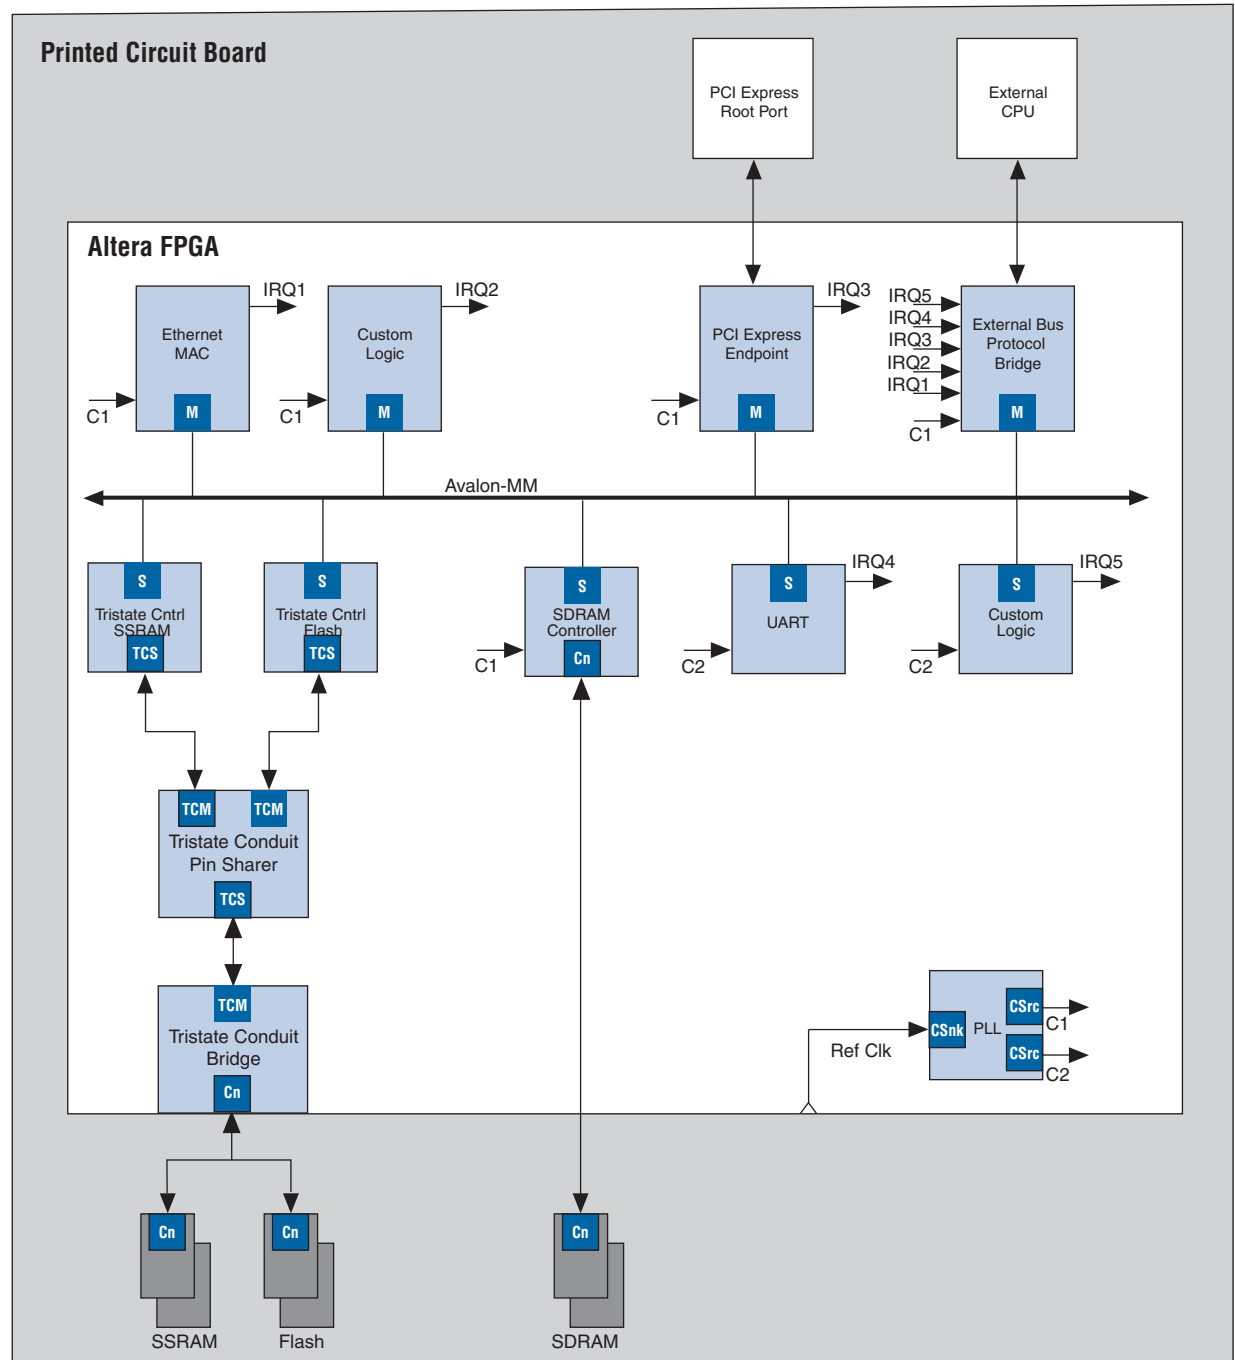 Printed Circuit Board
PCI Express
Root Port
External
CPU
Altera FPGA
IRQ1
IRQ2
IRQ3
Ethernet
MAC
C1
M
Custom
Logic
C1
M
PCI Express
Endpoint
C1
M
IRQ5
IRQ4
IRQ3
IRQ2
IRQ1
C1
External Bus
Protocol
Bridge
M
Avalon-MM
S
Tristate Cntrl
SSRAM
TCS
S
Tristate Cntrl
Flash
TCS
S
SDRAM
Controller
Cn
C1
S
UART
IRQ4
C2
S
Custom
Logic
IRQ5
C2
TCM
TCM
Tristate Conduit
Pin Sharer
TCS
TCM
Tristate Conduit
Bridge
Cn
Ref Clk
CSnk
PLL
CSrc
C1
CSrc
C2
Cn
Cn
Cn
SSRAM
Flash
SDRAM